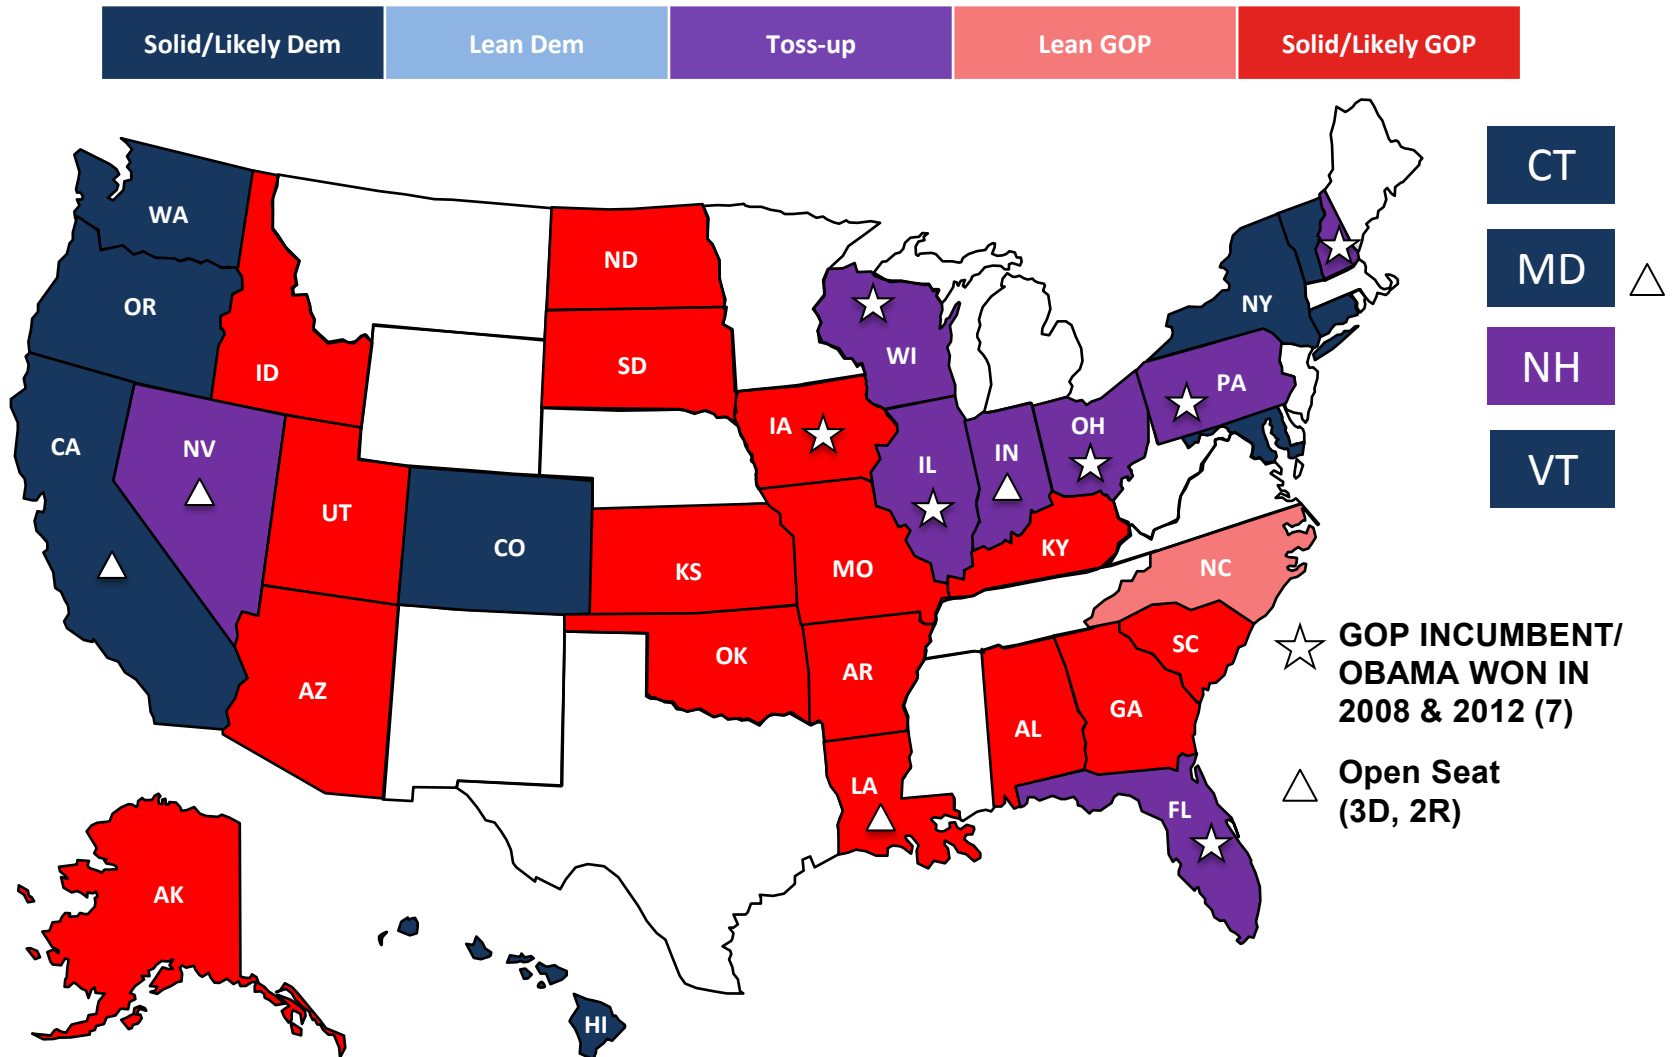 Solid/Likely Dem
Lean Dem
Toss-up
Lean GOP
Solid/Likely GOP
CT
MD
NH
VT
WA
OR
ID
ND
SD
WI
NY
PA
CA
NV
UT
CO
IA
IL
IN
OH
KS
MO
KY
NC
AZ
OK
AR
SC
AL
GA
LA
FL
AK
HI
GOP INCUMBENT/
OBAMA WON IN
2008 & 2012 (7)
Open Seat
(3D, 2R)